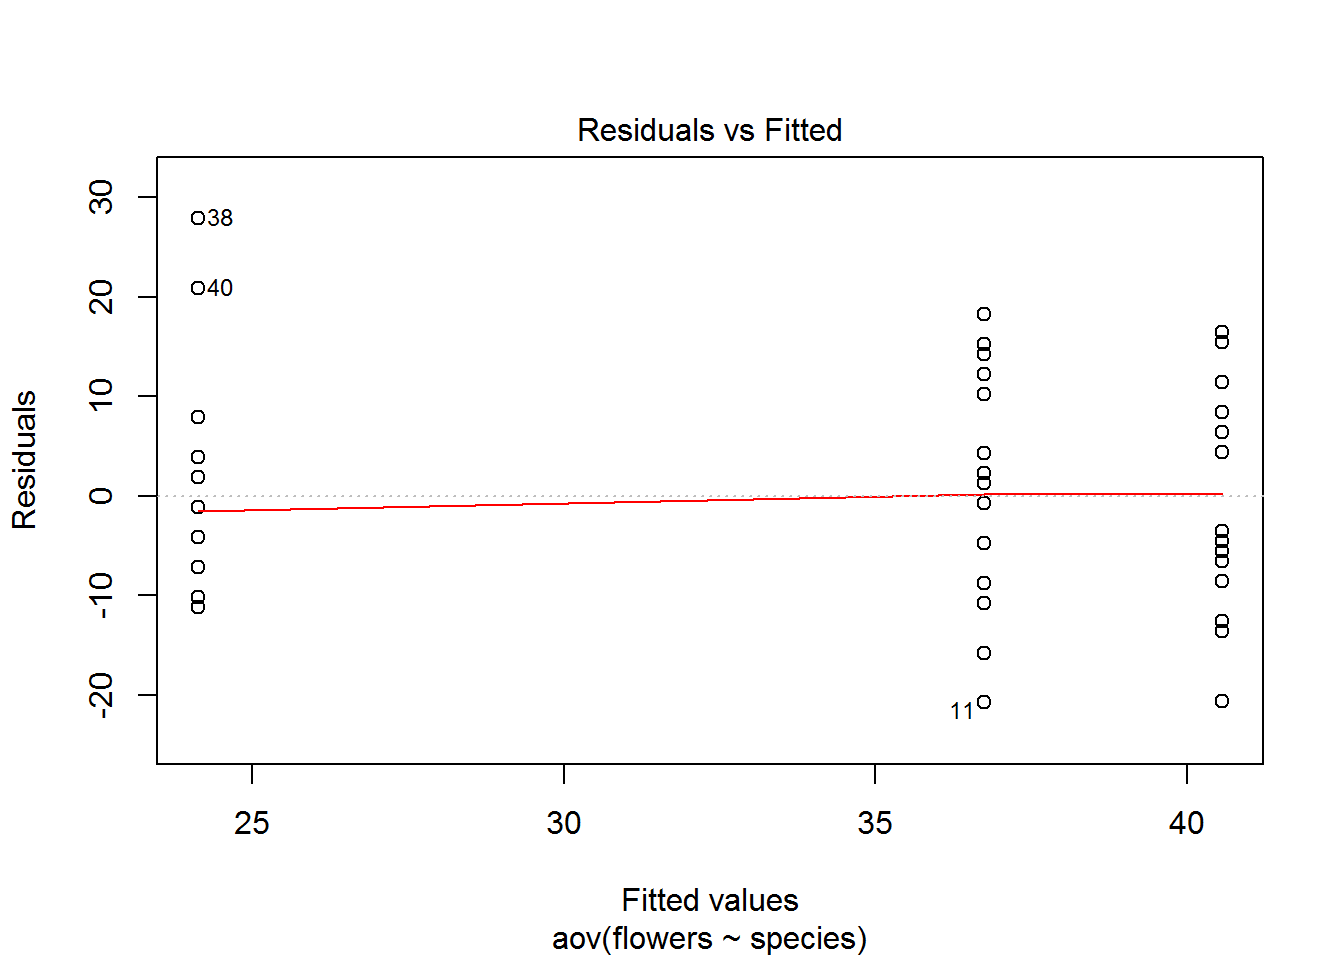 Residuals vs Fitted
30
20
10
0
-10
-20
Residuals
38
40
11
25 30 35 40
Fitted values
aov(flowers ~ species)